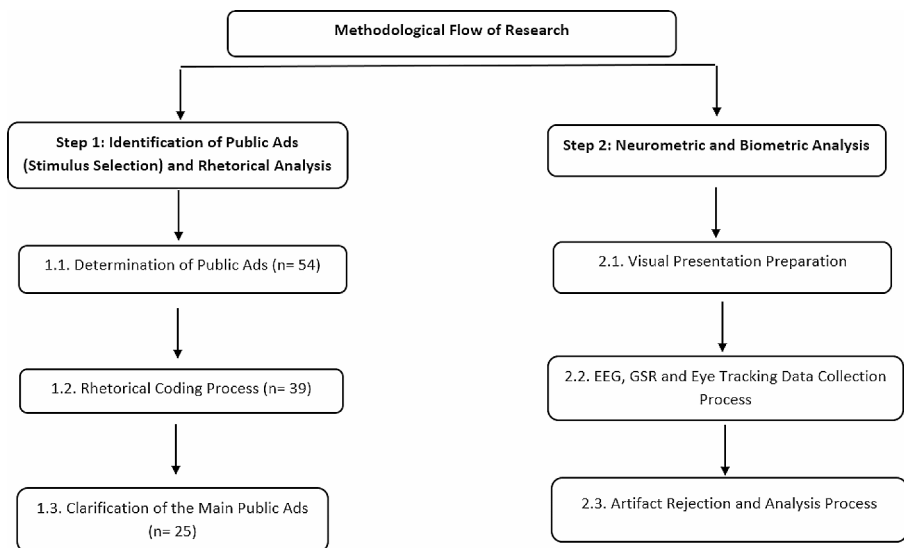 Methodological Flow of Research
Step 1: Identification of Public Ads
(Stimulus Selection) and Rhetorical Analysis
1.1. Determination of Public Ads (n= 54)
1.2. Rhetorical Coding Process (n= 39)
1.3. Clarification of the Main Public Ads
(n= 25)
Step 2: Neurometric and Biometric Analysis
2.1. Visual Presentation Preparation
2.2. EEG, GSR and Eye Tracking Data Collection
Process
2.3. Artifact Rejection and Analysis Process